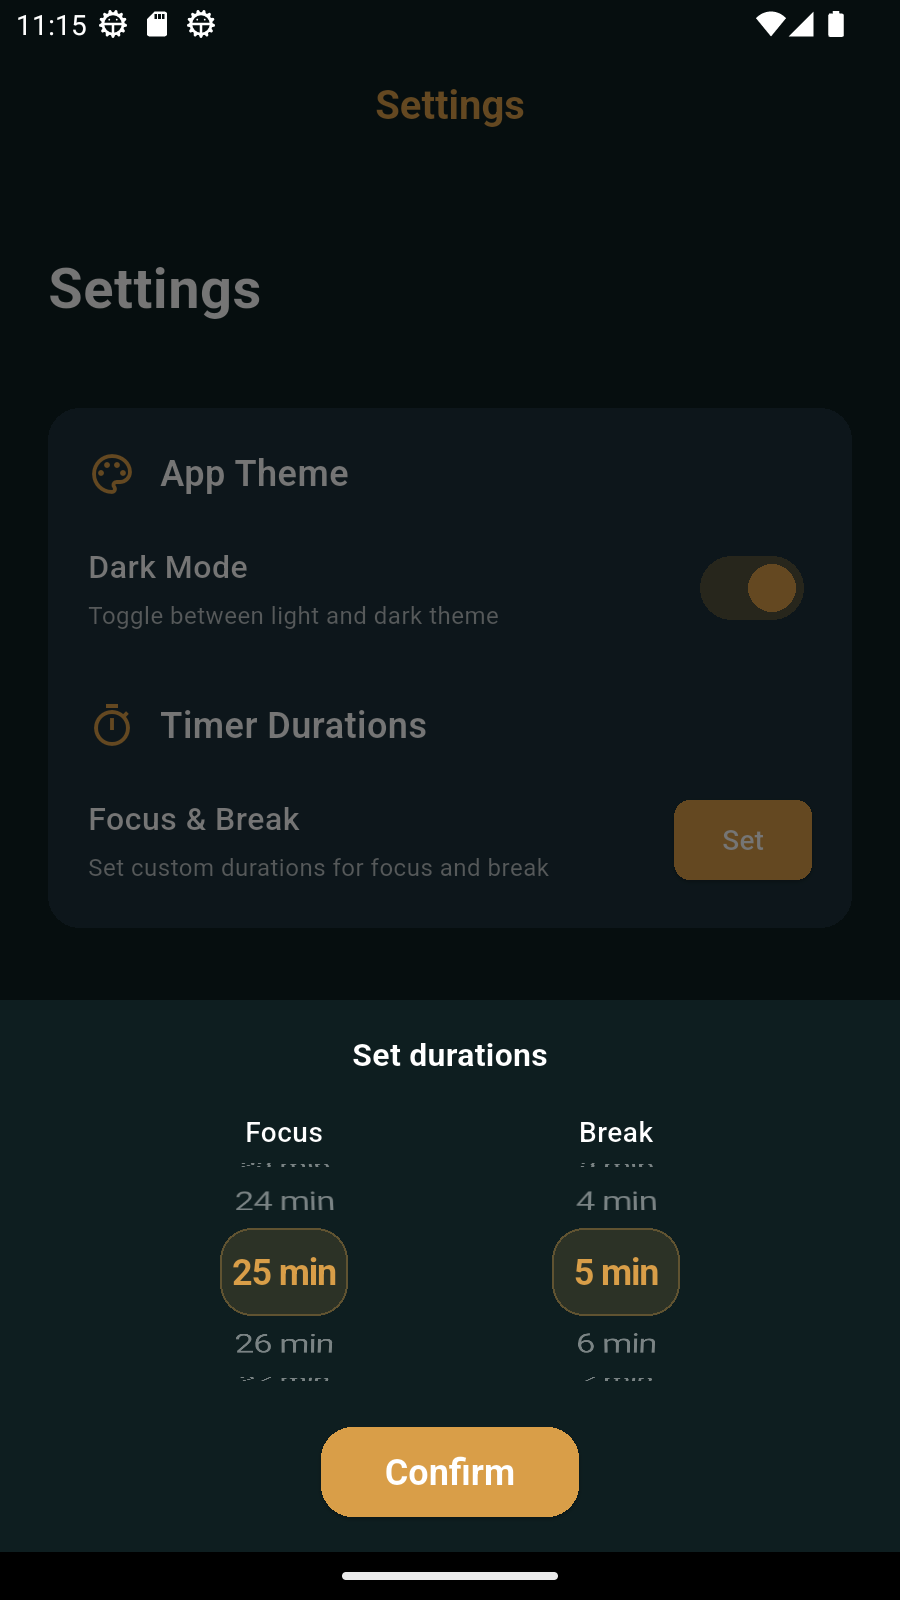 11:15
Settings
Settings
App Theme
Dark Mode
Toggle between light and dark theme
Timer Durations
Focus & Break
Set custom durations for focus and break
Set
Set durations
Focus
Break
24 min
4 min
25 min
5 min
26 min
6 min
Confirm